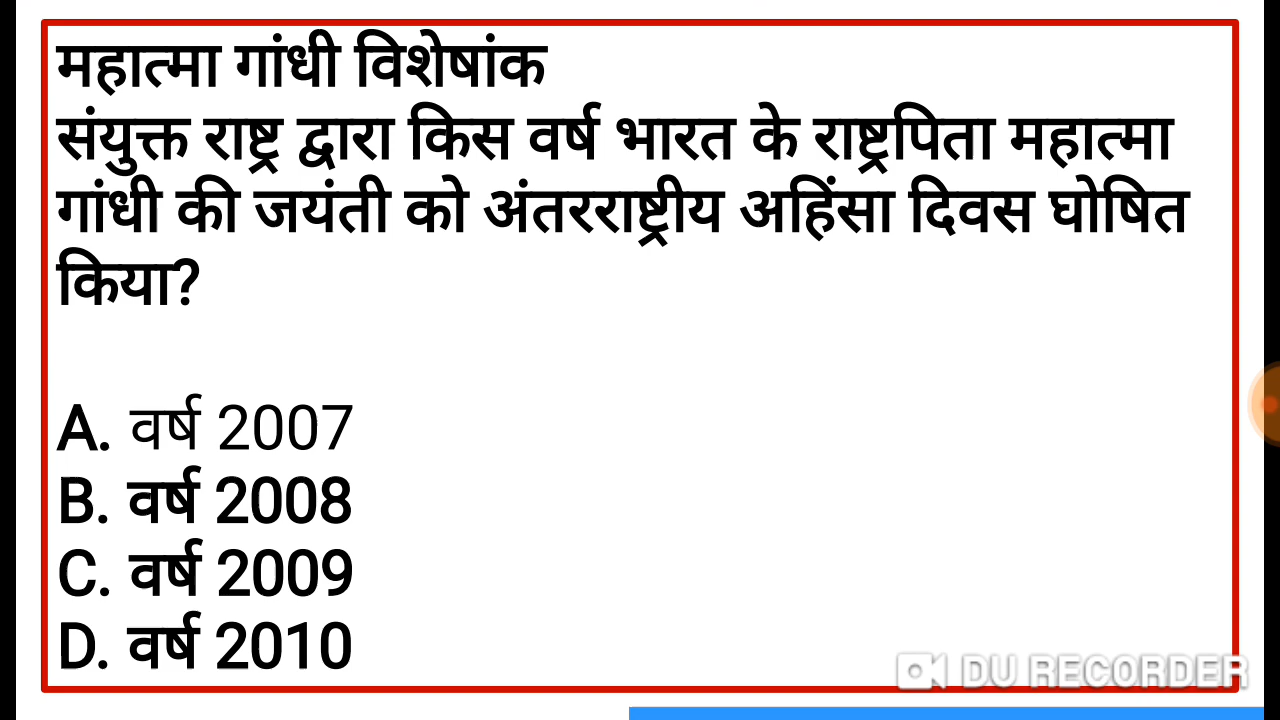 महात्मा गांधी विशेषांक
संयुक्त राष्ट्र द्वारा किस वर्ष भारत के राष्ट्रपिता महात्मा
गांधी की जयंती को अंतरराष्ट्रीय अहिंसा दिवस घोषित
किया?
A. वर्ष 2007
B. वर्ष 2008
C. वर्ष 2009
D. वर्ष 2010
DU RECORDER